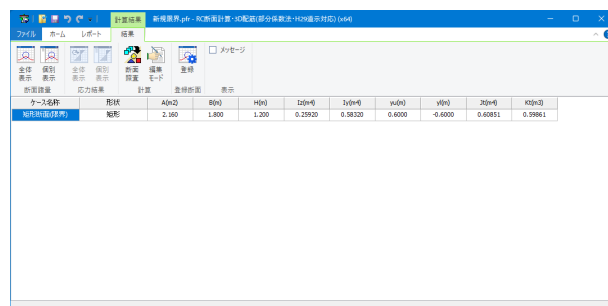 計算結果 新規限界.pfr - RC断面計算・3D配筋(部分係数法・H29道示対応) (x64)
ファイル ホーム レポート 結果
全体表示 個別表示 全体表示 個別表示 断面照査 編集モード 登録 メッセージ
断面諸量 応力結果 計算 登録断面 表示
ケース名称 形状 A(m2) B(m) H(m) Iz(m4) Iy(m4) yu(m) yl(m) Jt(m4) Kt(m3)
矩形断面(限界) 矩形 2.160 1.800 1.200 0.25920 0.58320 0.6000 -0.6000 0.60851 0.59861